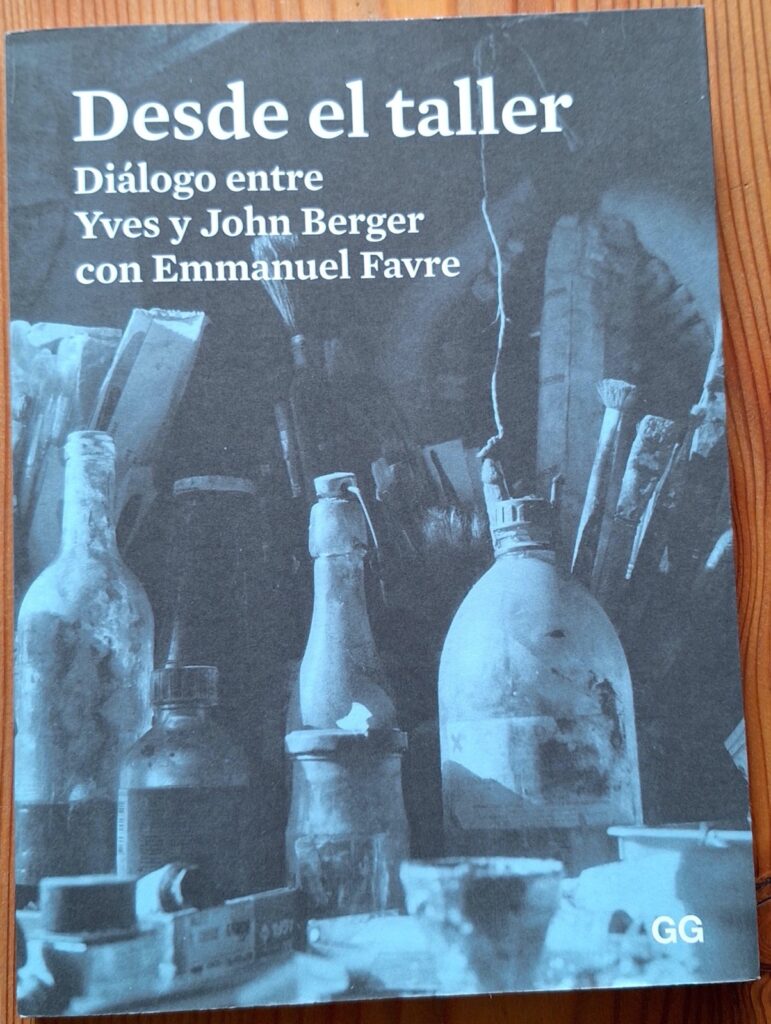 Desde el taller
Diálogo entre
Yves y John Berger
con Emmanuel Favre
GG